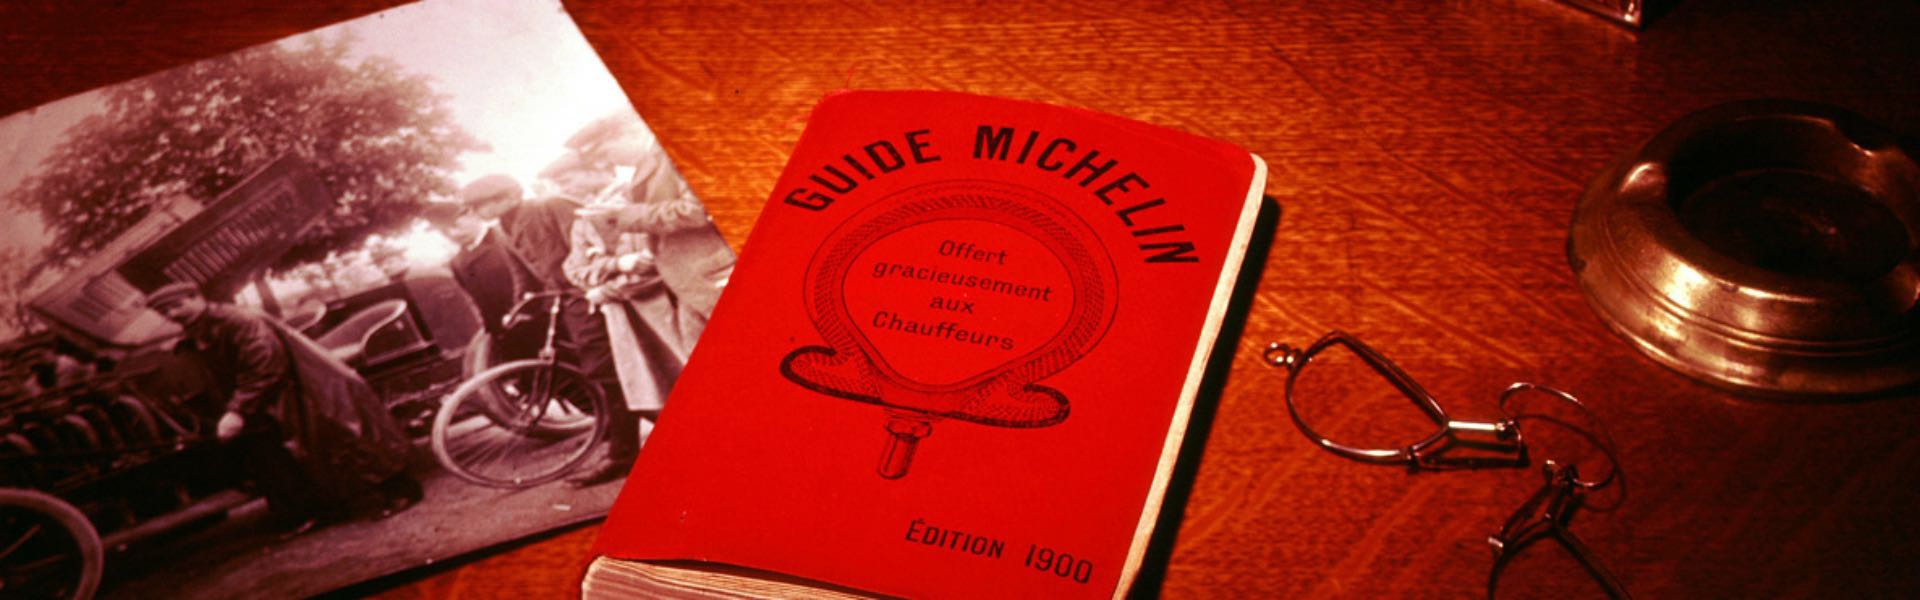 GUIDE MICHELIN
Offert
gracieusement
aux
Chauffeurs
ÉDITION 1900